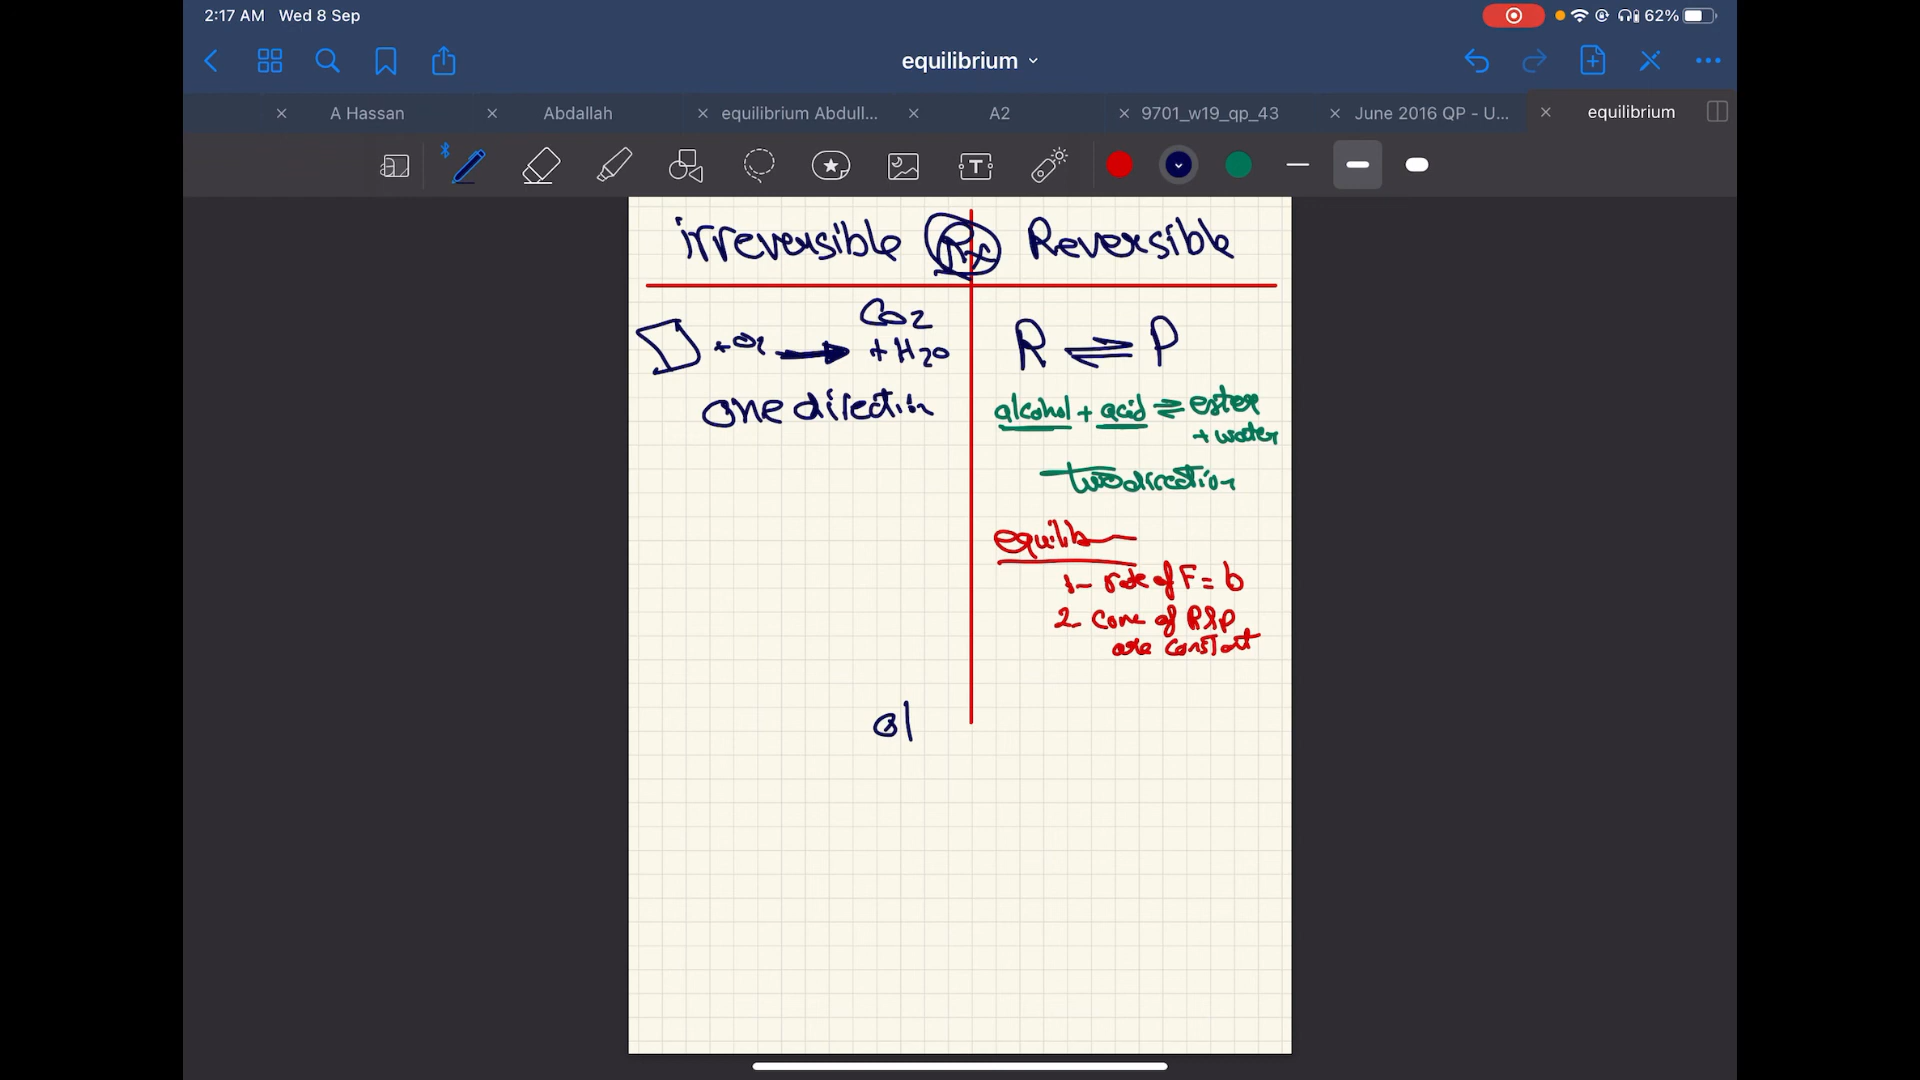 2:17 AM Wed 8 Sep 62%
equilibrium
A Hassan Abdallah equilibrium Abdull... A2 9701_w19_qp_43 June 2016 QP - U... equilibrium
T
irreversible Rx Reversible
+ O2 → CO2 + H2O
one direction
R ⇌ P
alcohol + acid ⇌ ester
+ water
two direction
equilib
1- rate of F = b
2- conc of R&P
are constant
al